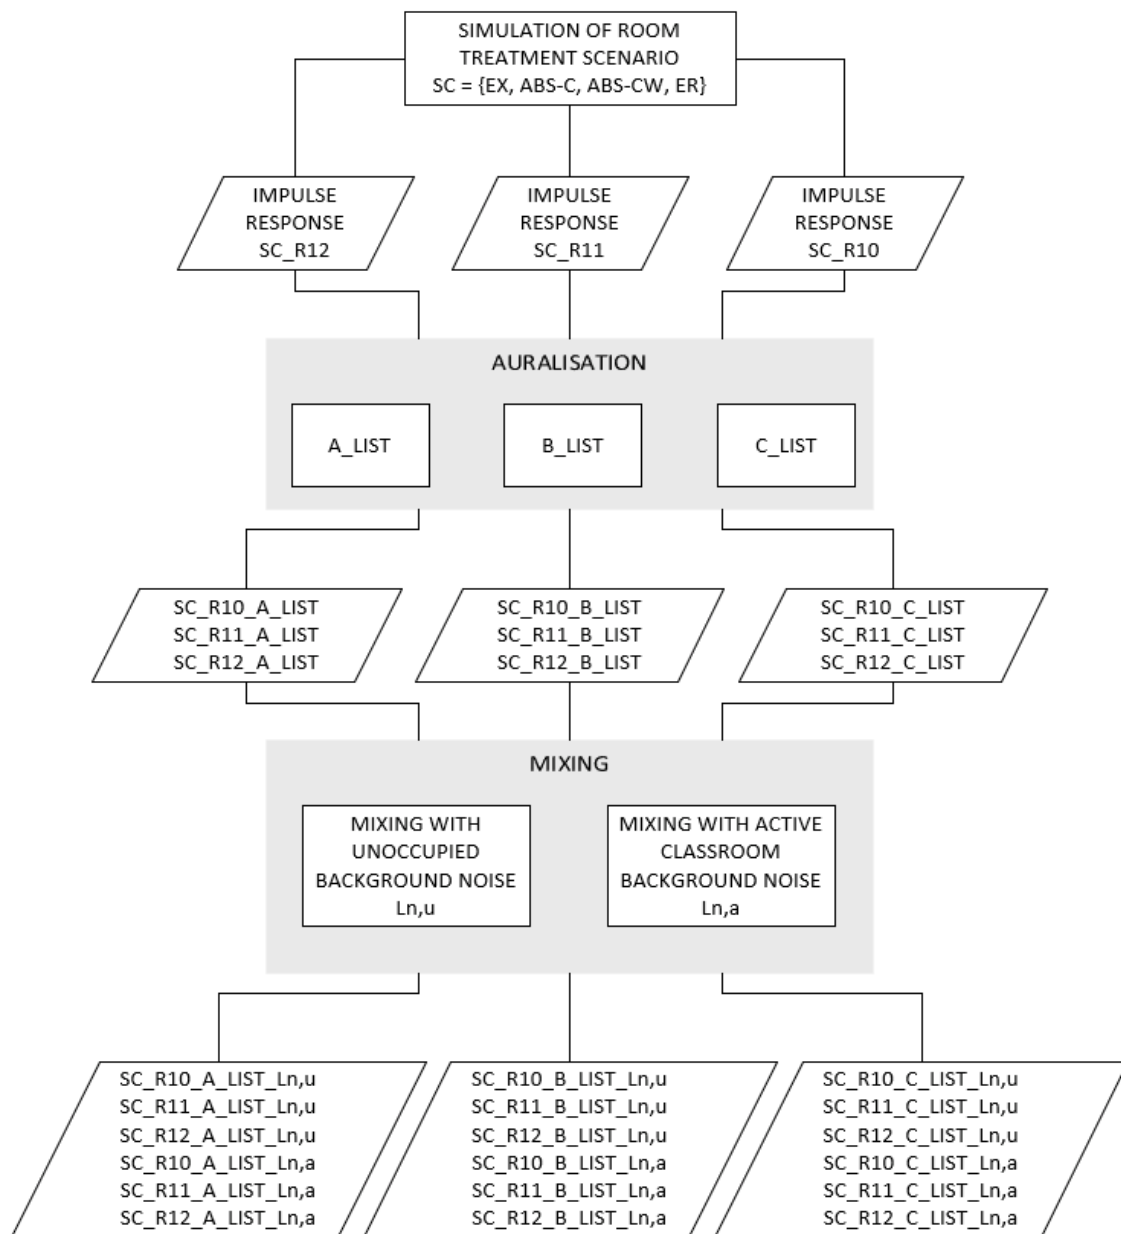 SIMULATION OF ROOM
TREATMENT SCENARIO
SC = {EX, ABS-C, ABS-CW, ER}
IMPULSE
RESPONSE
SC_R12
IMPULSE
RESPONSE
SC_R11
IMPULSE
RESPONSE
SC_R10
AURALISATION
A_LIST
B_LIST
C_LIST
SC_R10_A_LIST
SC_R11_A_LIST
SC_R12_A_LIST
SC_R10_B_LIST
SC_R11_B_LIST
SC_R12_B_LIST
SC_R10_C_LIST
SC_R11_C_LIST
SC_R12_C_LIST
MIXING
MIXING WITH
UNOCCUPIED
BACKGROUND NOISE
Ln,u
MIXING WITH ACTIVE
CLASSROOM
BACKGROUND NOISE
Ln,a
SC_R10_A_LIST_Ln,u
SC_R11_A_LIST_Ln,u
SC_R12_A_LIST_Ln,u
SC_R10_A_LIST_Ln,a
SC_R11_A_LIST_Ln,a
SC_R12_A_LIST_Ln,a
SC_R10_B_LIST_Ln,u
SC_R11_B_LIST_Ln,u
SC_R12_B_LIST_Ln,u
SC_R10_B_LIST_Ln,a
SC_R11_B_LIST_Ln,a
SC_R12_B_LIST_Ln,a
SC_R10_C_LIST_Ln,u
SC_R11_C_LIST_Ln,u
SC_R12_C_LIST_Ln,u
SC_R10_C_LIST_Ln,a
SC_R11_C_LIST_Ln,a
SC_R12_C_LIST_Ln,a